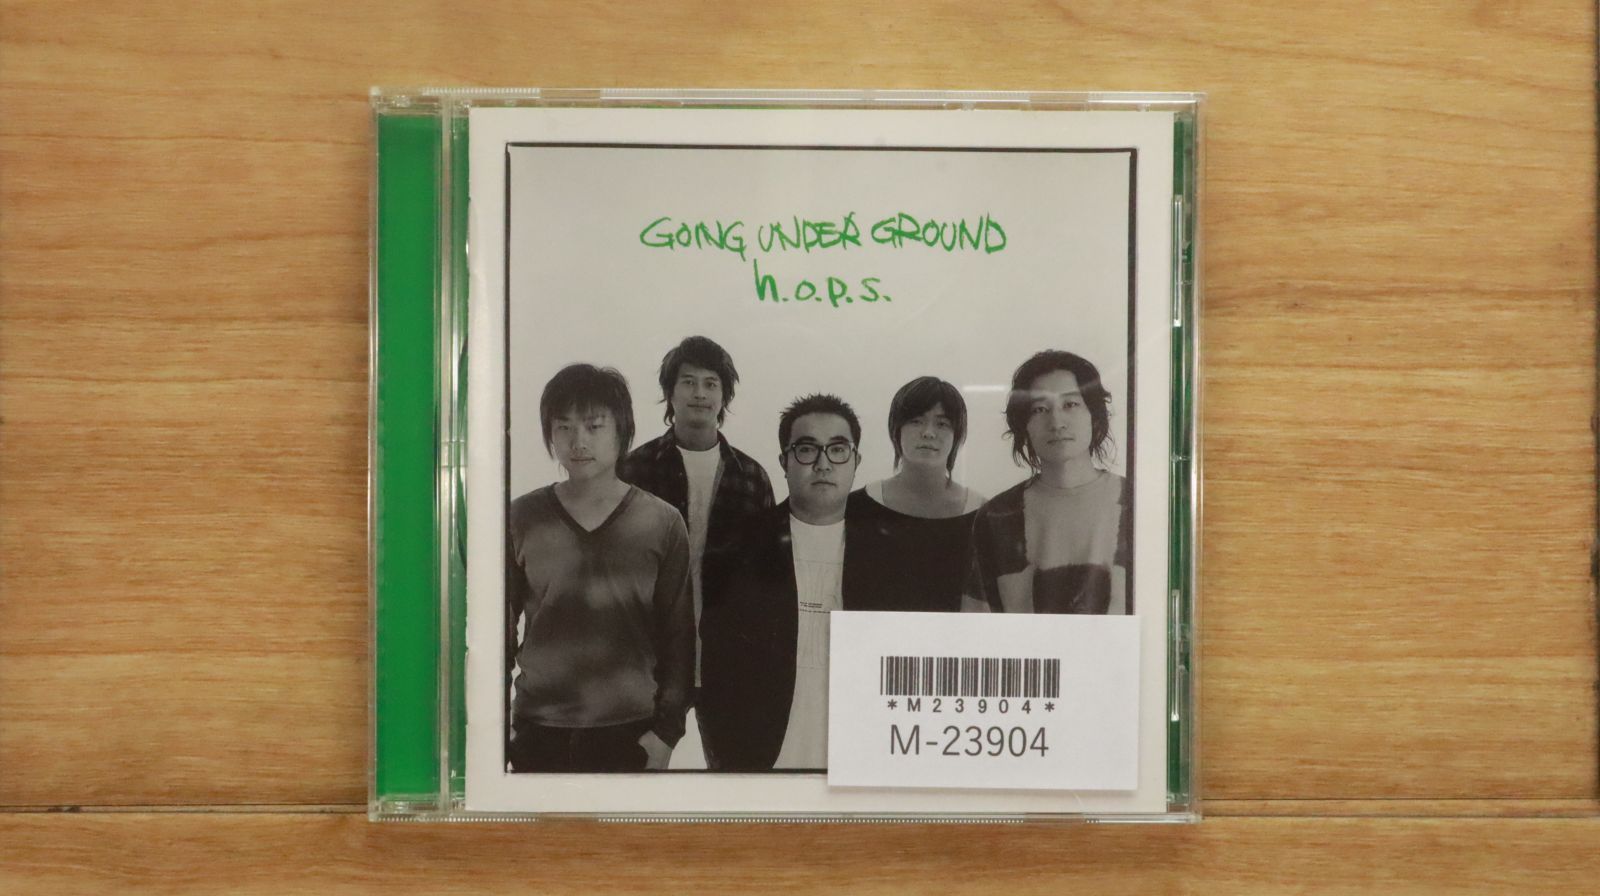 GOING UNDER GROUND
h.o.p.s.
*M23904*
M-23904